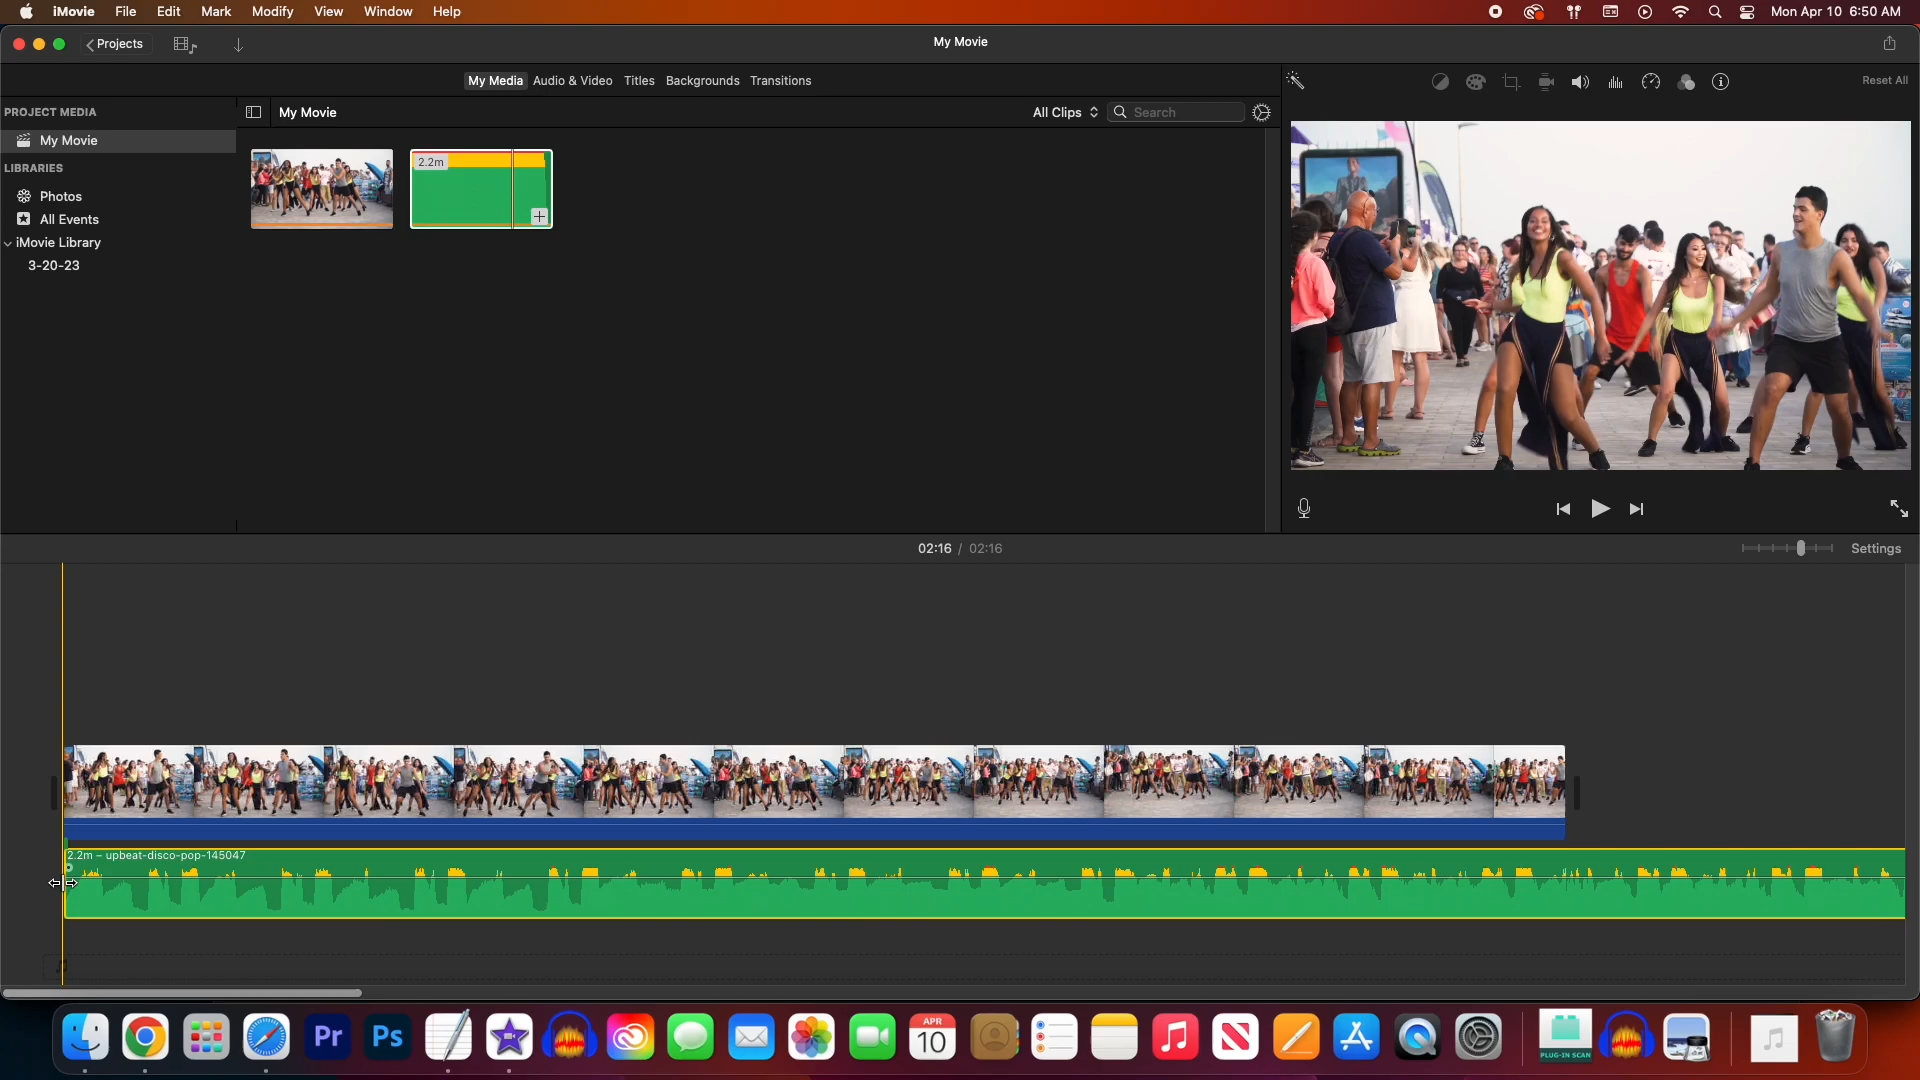 iMovie File Edit Mark Modify View Window Help Mon Apr 10 6:50 AM
Projects My Movie
My Media Audio & Video Titles Backgrounds Transitions Reset All
PROJECT MEDIA My Movie All Clips Search
My Movie
LIBRARIES
Photos
All Events
iMovie Library
3-20-23
2.2m
02:16 / 02:16 Settings
2.2m – upbeat-disco-pop-145047
Pr Ps APR 10 PLUG-IN SCAN